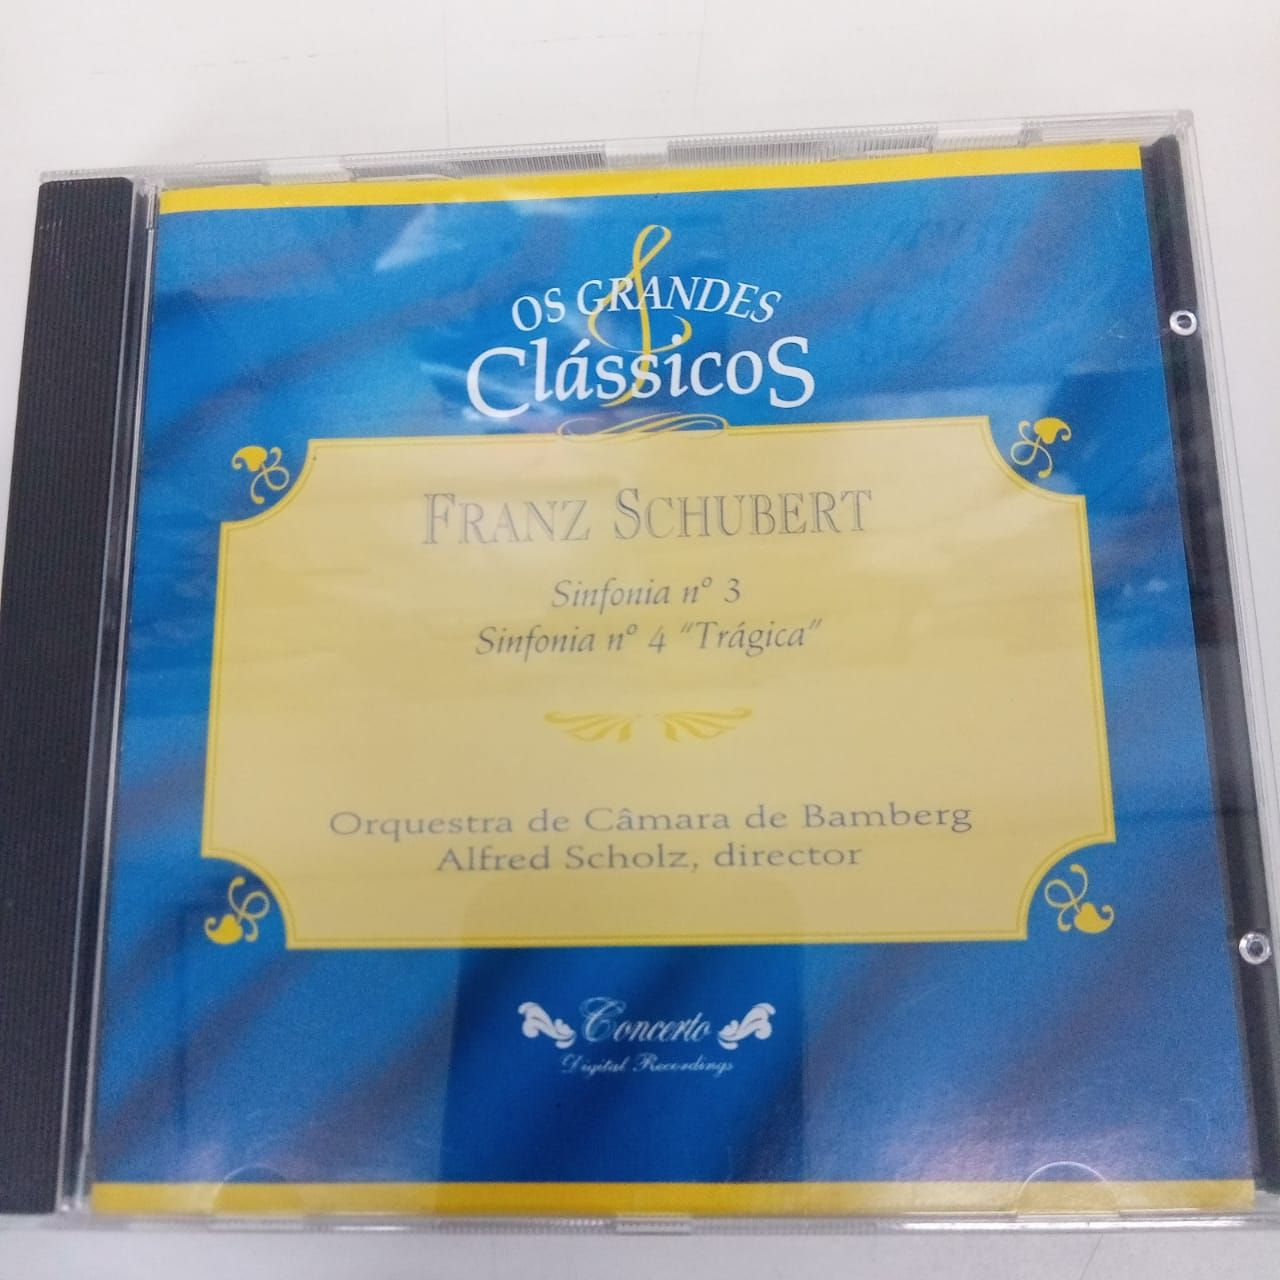 OS GRANDES
Clássicos
FRANZ SCHUBERT
Sinfonia nº 3
Sinfonia nº 4 "Trágica"
Orquestra de Câmara de Bamberg
Alfred Scholz, director
Concerto
Digital Recordings